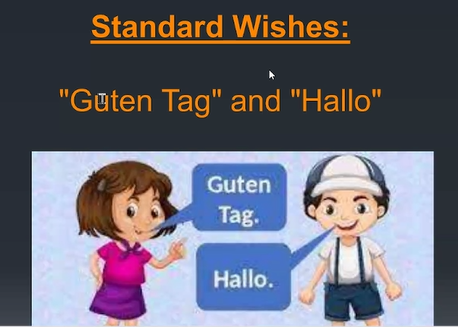 Standard Wishes:
"Guten Tag" and "Hallo"
Guten
Tag.
Hallo.